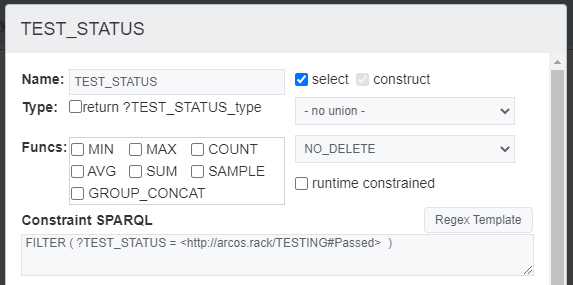 TEST_STATUS
Name: TEST_STATUS select construct
Type: return ?TEST_STATUS_type - no union -
Funcs: MIN MAX COUNT NO_DELETE
AVG SUM SAMPLE
GROUP_CONCAT runtime constrained
Constraint SPARQL Regex Template
FILTER ( ?TEST_STATUS = <http://arcos.rack/TESTING#Passed>  )